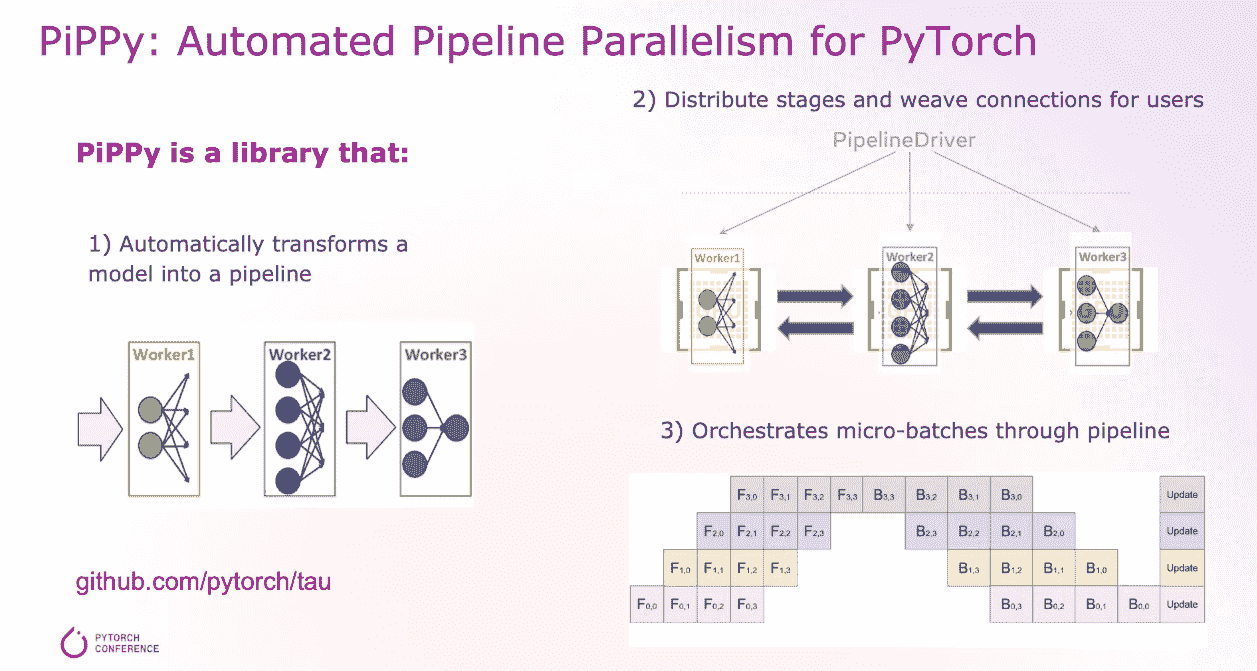 PiPPy: Automated Pipeline Parallelism for PyTorch
PiPPy is a library that:
1) Automatically transforms a
model into a pipeline
Worker1 Worker2 Worker3
github.com/pytorch/tau
PYTORCH
CONFERENCE
2) Distribute stages and weave connections for users
PipelineDriver
Worker1 Worker2 Worker3
3) Orchestrates micro-batches through pipeline
F3,0 F3,1 F3,2 F3,3 B3,3 B3,2 B3,1 B3,0 Update
F2,0 F2,1 F2,2 F2,3 B2,3 B2,2 B2,1 B2,0 Update
F1,0 F1,1 F1,2 F1,3 B1,3 B1,2 B1,1 B1,0 Update
F0,0 F0,1 F0,2 F0,3 B0,3 B0,2 B0,1 B0,0 Update